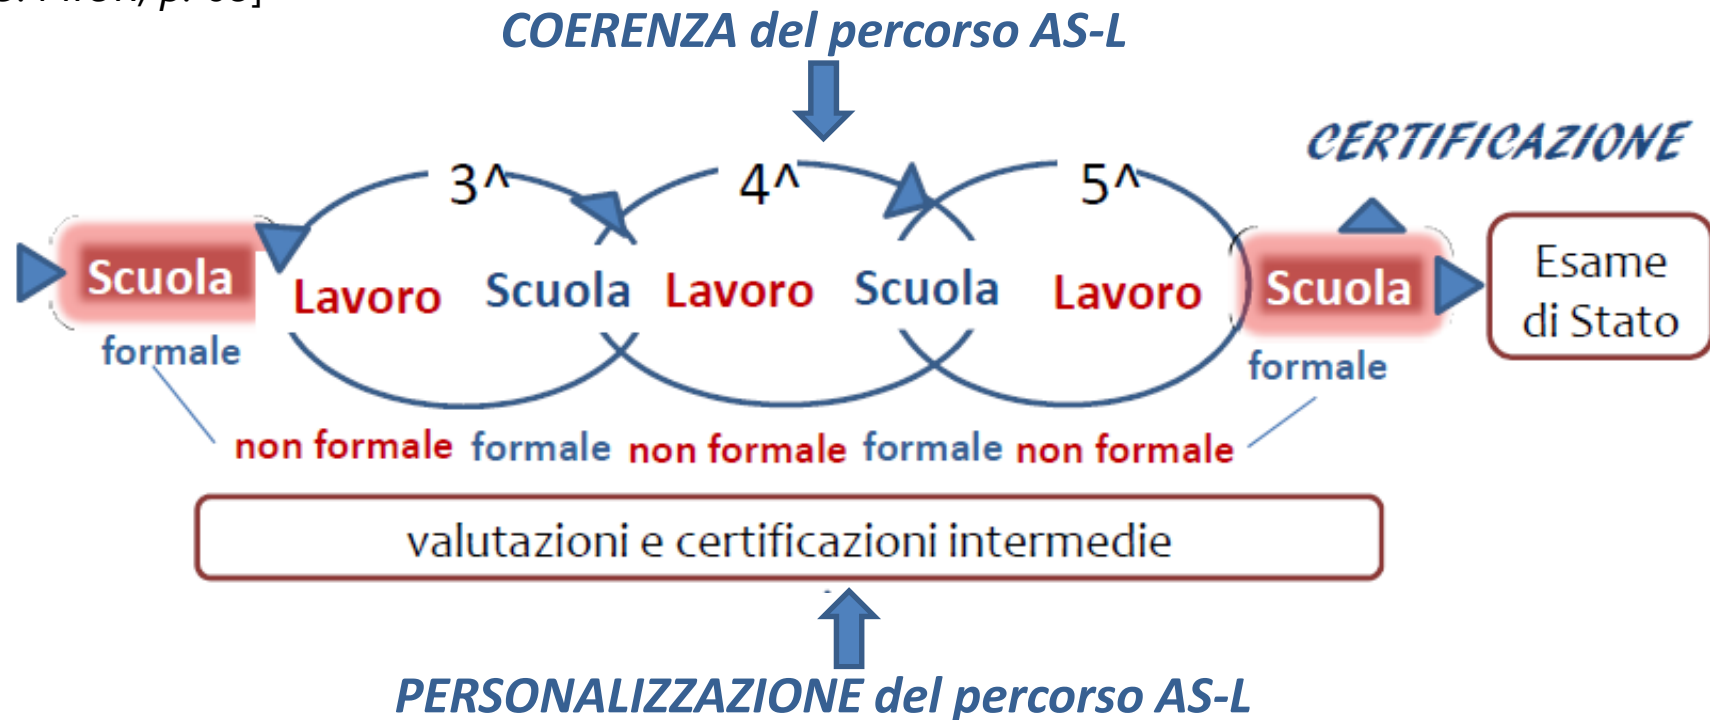 COERENZA del percorso AS-L
CERTIFICAZIONE
3^ 4^ 5^
Scuola Lavoro Scuola Lavoro Scuola Lavoro Scuola
Esame
di Stato
formale formale
non formale formale non formale formale non formale
valutazioni e certificazioni intermedie
PERSONALIZZAZIONE del percorso AS-L